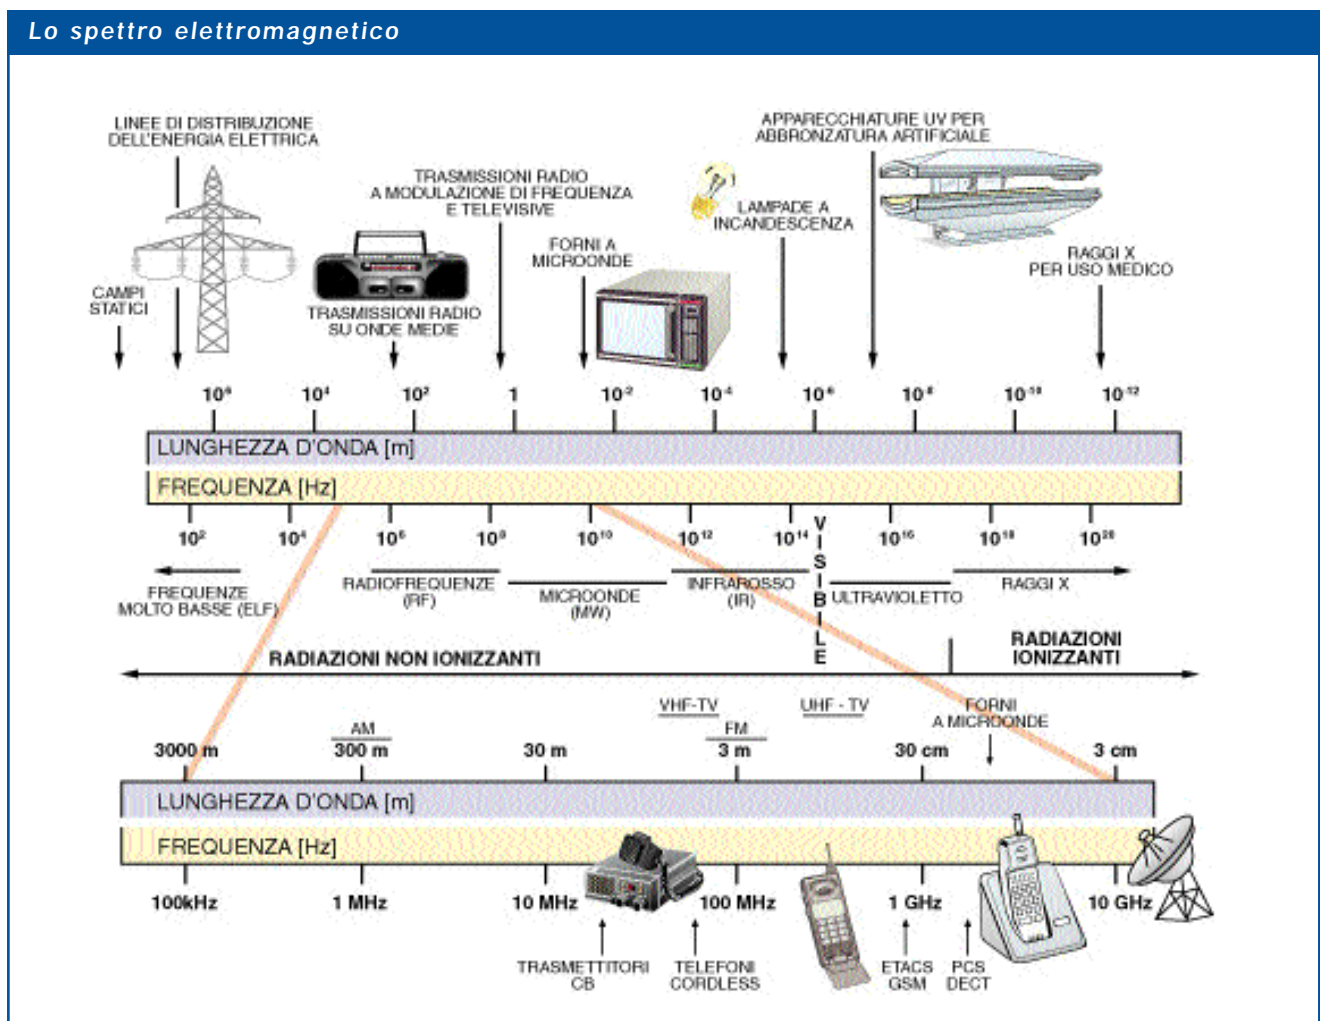 Lo spettro elettromagnetico
LINEE DI DISTRIBUZIONE
DELL'ENERGIA ELETTRICA
CAMPI
STATICI
TRASMISSIONI RADIO
SU ONDE MEDIE
TRASMISSIONI RADIO
A MODULAZIONE DI FREQUENZA
E TELEVISIVE
FORNI A
MICROONDE
LAMPADE A
INCANDESCENZA
APPARECCHIATURE UV PER
ABBRONZATURA ARTIFICIALE
RAGGI X
PER USO MEDICO
10⁶ 10⁴ 10² 1 10⁻² 10⁻⁴ 10⁻⁶ 10⁻⁸ 10⁻¹⁰ 10⁻¹²
LUNGHEZZA D'ONDA [m]
FREQUENZA [Hz]
10² 10⁴ 10⁶ 10⁸ 10¹⁰ 10¹² 10¹⁴ 10¹⁶ 10¹⁸ 10²⁰
VISIBILE
FREQUENZE
MOLTO BASSE (ELF)
RADIOFREQUENZE
(RF)
MICROONDE
(MW)
INFRAROSSO
(IR)
ULTRAVIOLETTO
RAGGI X
RADIAZIONI NON IONIZZANTI
RADIAZIONI
IONIZZANTI
AM
VHF-TV
FM
UHF - TV
FORNI
A MICROONDE
3000 m 300 m 30 m 3 m 30 cm 3 cm
LUNGHEZZA D'ONDA [m]
FREQUENZA [Hz]
100kHz 1 MHz 10 MHz 100 MHz 1 GHz 10 GHz
TRASMETTITORI
CB
TELEFONI
CORDLESS
ETACS
GSM
PCS
DECT